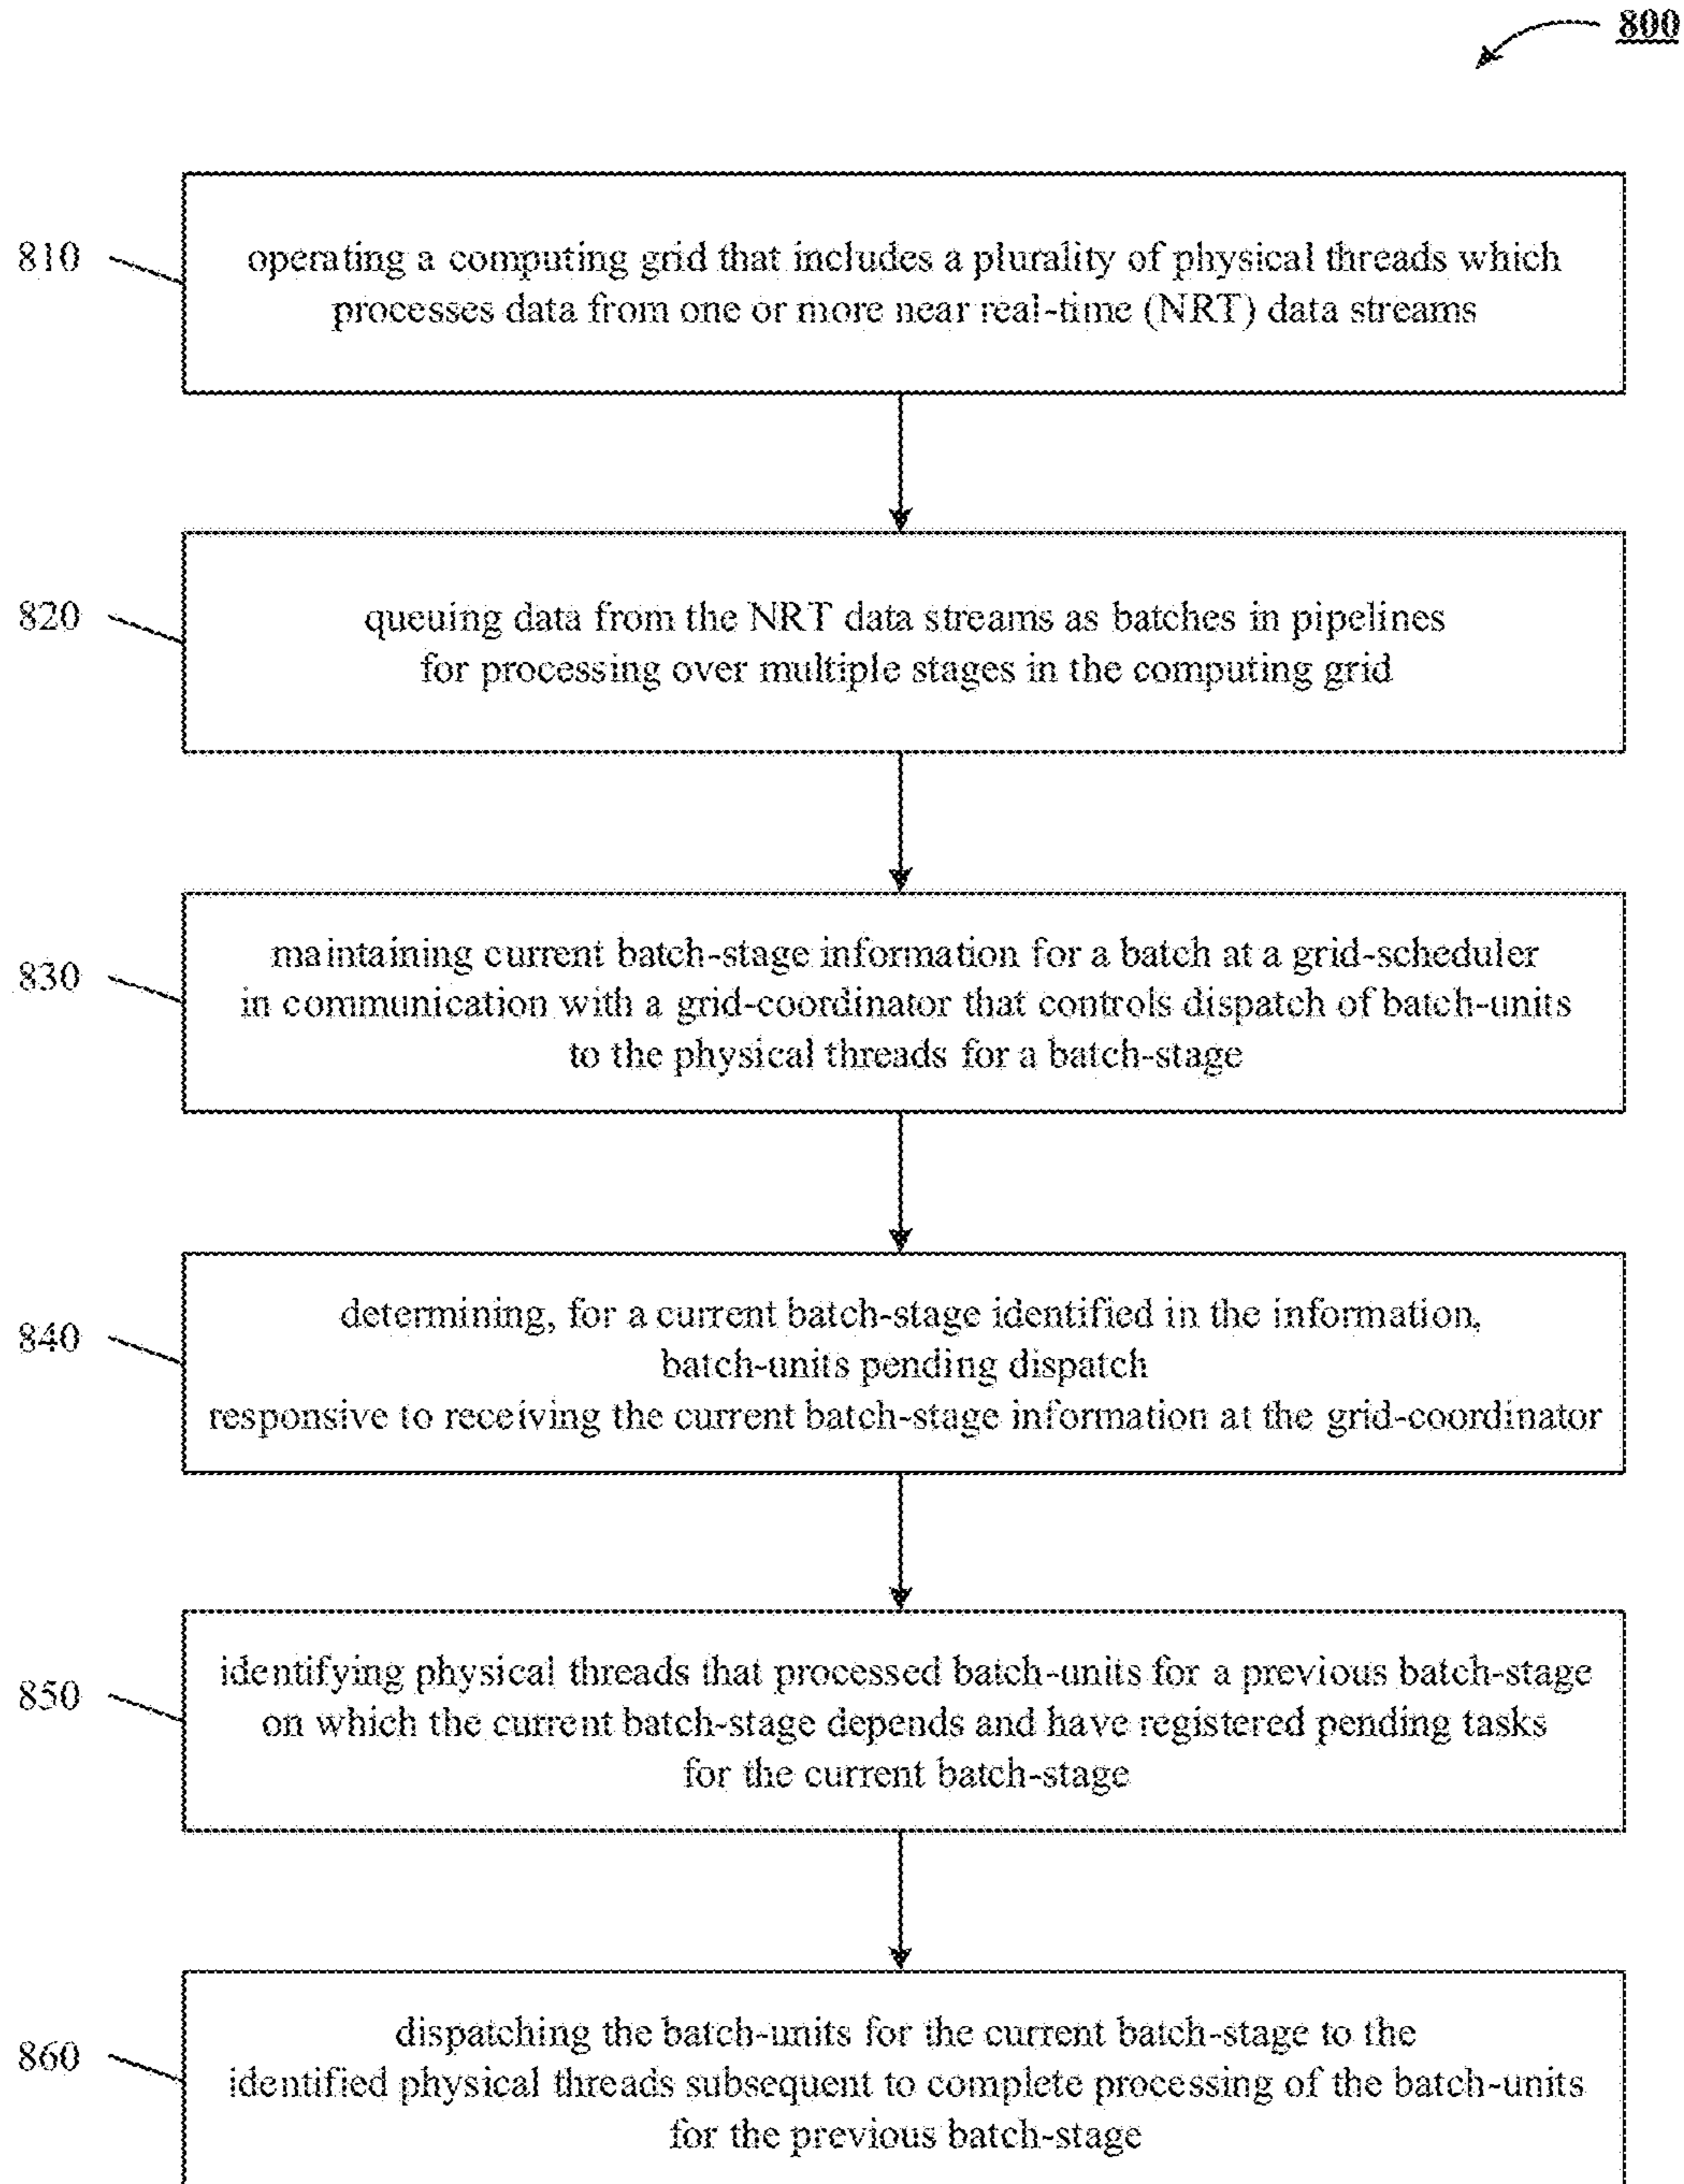 800
810
operating a computing grid that includes a plurality of physical threads which
processes data from one or more near real-time (NRT) data streams
820
queuing data from the NRT data streams as batches in pipelines
for processing over multiple stages in the computing grid
830
maintaining current batch-stage information for a batch at a grid-scheduler
in communication with a grid-coordinator that controls dispatch of batch-units
to the physical threads for a batch-stage
840
determining, for a current batch-stage identified in the information,
batch-units pending dispatch
responsive to receiving the current batch-stage information at the grid-coordinator
850
identifying physical threads that processed batch-units for a previous batch-stage
on which the current batch-stage depends and have registered pending tasks
for the current batch-stage
860
dispatching the batch-units for the current batch-stage to the
identified physical threads subsequent to complete processing of the batch-units
for the previous batch-stage